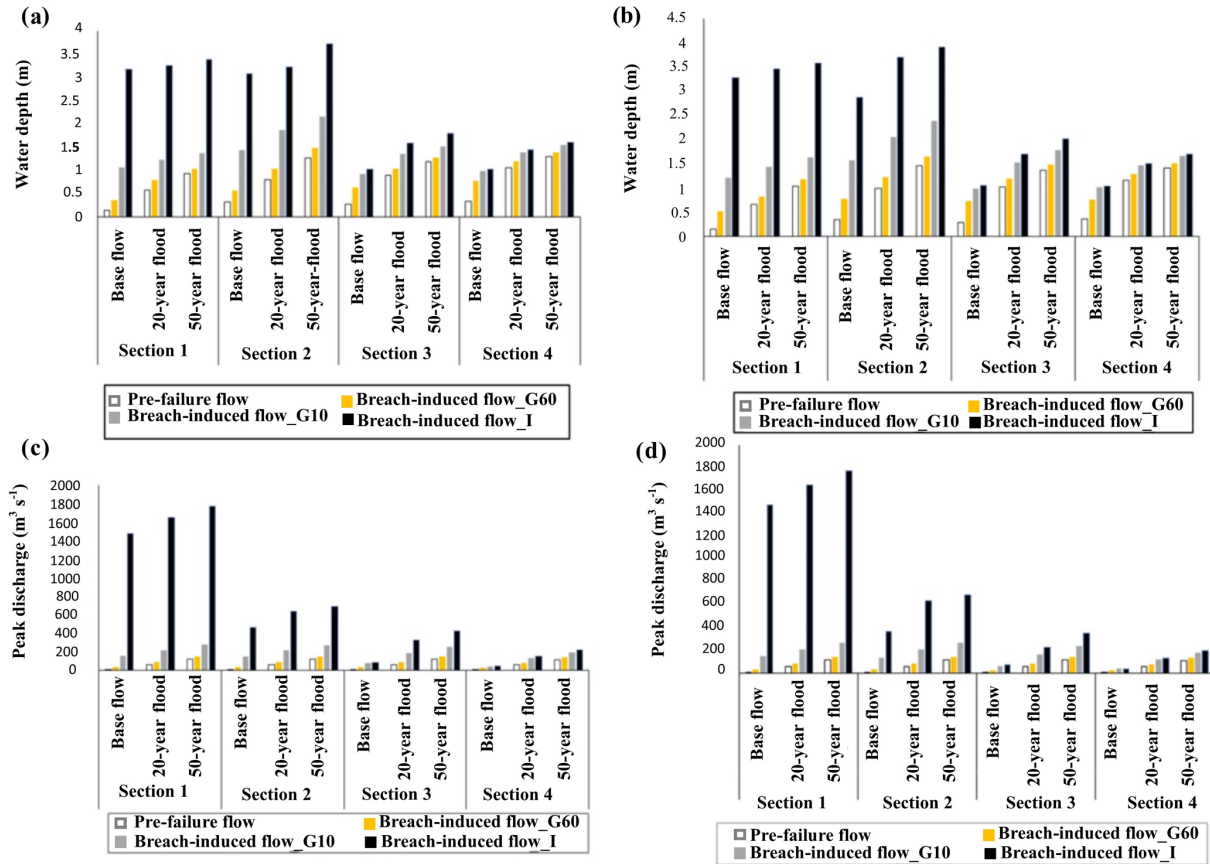 (a)
Water depth (m)
4
3.5
3
2.5
2
1.5
1
0.5
0
Base flow
20-year flood
50-year flood
Base flow
20-year flood
50-year-flood
Base flow
20-year flood
50-year flood
Base flow
20-year flood
50-year flood
Section 1
Section 2
Section 3
Section 4
Pre-failure flow
Breach-induced flow_G60
Breach-induced flow_G10
Breach-induced flow_I
(b)
Water depth (m)
4.5
4
3.5
3
2.5
2
1.5
1
0.5
0
Base flow
20-year flood
50-year flood
Base flow
20-year flood
50-year flood
Base flow
20-year flood
50-year flood
Base flow
20-year flood
50-year flood
Section 1
Section 2
Section 3
Section 4
Pre-failure flow
Breach-induced flow_G60
Breach-induced flow_G10
Breach-induced flow_I
(c)
Peak discharge (m³ s⁻¹)
2000
1800
1600
1400
1200
1000
800
600
400
200
0
Base flow
20-year flood
50-year flood
Base flow
20-year flood
50-year flood
Base flow
20-year flood
50-year flood
Base flow
20-year flood
50-year flood
Section 1
Section 2
Section 3
Section 4
Pre-failure flow
Breach-induced flow_G60
Breach-induced flow_G10
Breach-induced flow_I
(d)
Peak discharge (m³ s⁻¹)
2000
1800
1600
1400
1200
1000
800
600
400
200
0
Base flow
20-year flood
50-year flood
Base flow
20-year flood
50-year flood
Base flow
20-year flood
50-year flood
Base flow
20-year flood
50-year flood
Section 1
Section 2
Section 3
Section 4
Pre-failure flow
Breach-induced flow_G60
Breach-induced flow_G10
Breach-induced flow_I